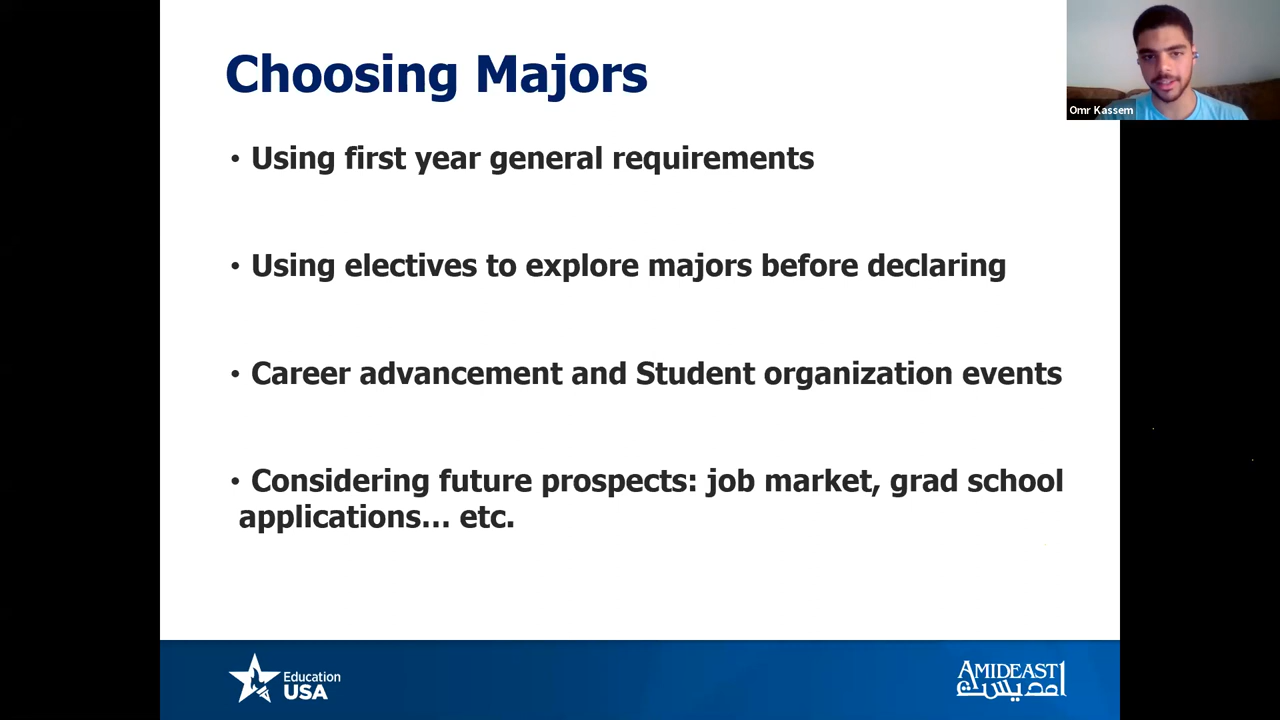 Choosing Majors
Omr Kassem
• Using first year general requirements
• Using electives to explore majors before declaring
• Career advancement and Student organization events
• Considering future prospects: job market, grad school
applications... etc.
Education
USA
AMIDEAST
امديست